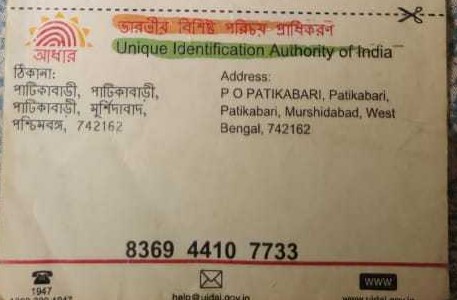 ভারতীয় বিশিষ্ট পরিচয় প্রাধিকরণ
Unique Identification Authority of India
আধার
ঠিকানা:
পাটিকাবাড়ী, পাটিকাবাড়ী,
পাটিকাবাড়ী, মূর্শিদাবাদ,
পশ্চিমবঙ্গ, 742162
Address:
P O PATIKABARI, Patikabari,
Patikabari, Murshidabad, West
Bengal, 742162
8369 4410 7733
1947
help@uidai.gov.in
www